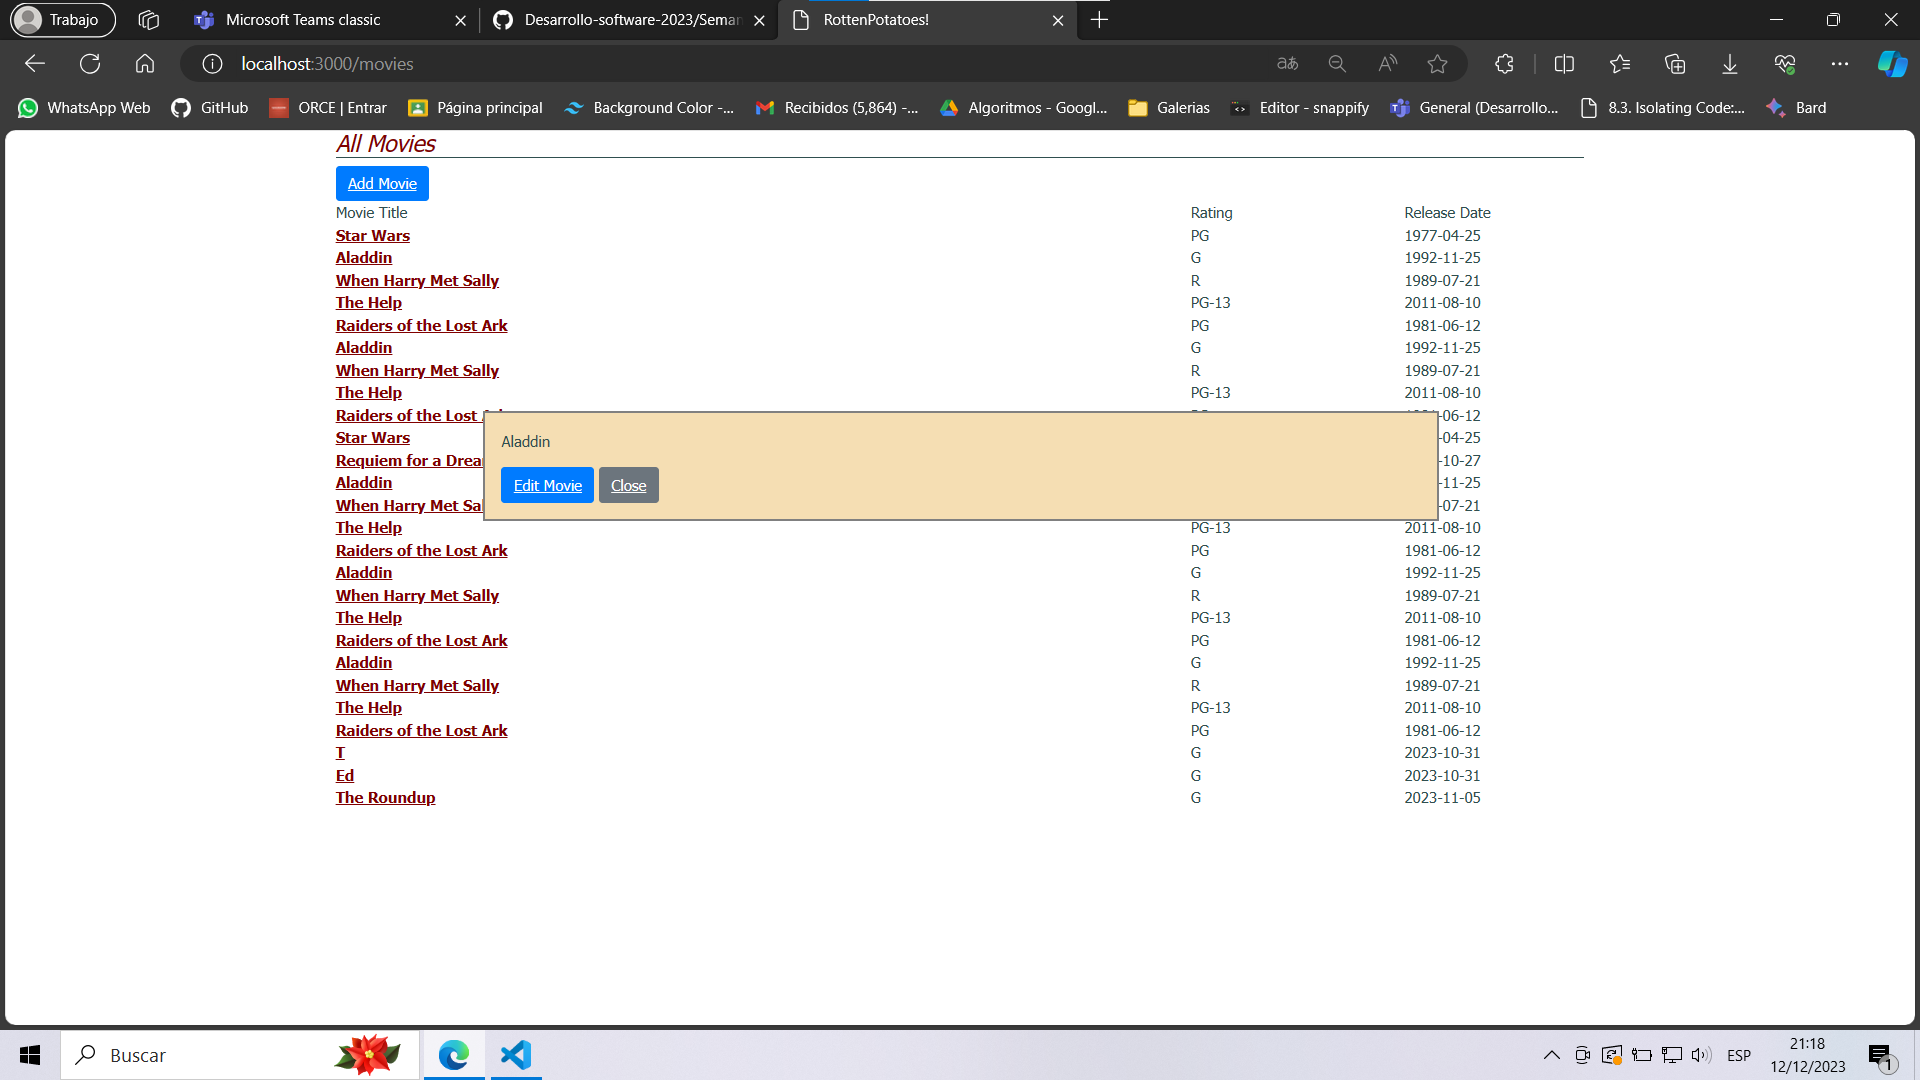 Trabajo
Microsoft Teams classic
Desarrollo-software-2023/Seman
RottenPotatoes!
localhost:3000/movies
WhatsApp Web
GitHub
ORCE | Entrar
Página principal
Background Color -...
Recibidos (5,864) -...
Algoritmos - Googl...
Galerias
Editor - snappify
General (Desarrollo...
8.3. Isolating Code:...
Bard
All Movies
Add Movie
Movie Title Rating Release Date
Star Wars PG 1977-04-25
Aladdin G 1992-11-25
When Harry Met Sally R 1989-07-21
The Help PG-13 2011-08-10
Raiders of the Lost Ark PG 1981-06-12
Aladdin G 1992-11-25
When Harry Met Sally R 1989-07-21
The Help PG-13 2011-08-10
Raiders of the Lost -06-12
Star Wars -04-25
Requiem for a Drea -10-27
Aladdin -11-25
When Harry Met Sa -07-21
Aladdin
Edit Movie Close
The Help PG-13 2011-08-10
Raiders of the Lost Ark PG 1981-06-12
Aladdin G 1992-11-25
When Harry Met Sally R 1989-07-21
The Help PG-13 2011-08-10
Raiders of the Lost Ark PG 1981-06-12
Aladdin G 1992-11-25
When Harry Met Sally R 1989-07-21
The Help PG-13 2011-08-10
Raiders of the Lost Ark PG 1981-06-12
T G 2023-10-31
Ed G 2023-10-31
The Roundup G 2023-11-05
Buscar
ESP
21:18
12/12/2023
1